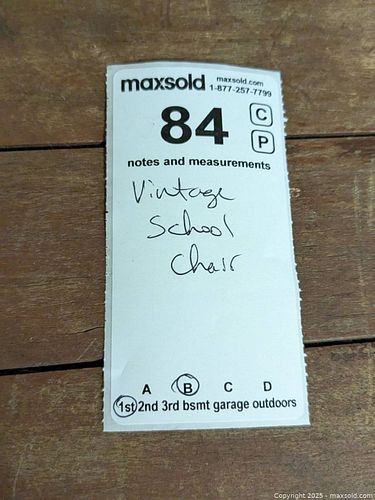 maxsold maxsold.com
1-877-257-7799
84 C
P
notes and measurements
Vintage
School
Chair
A B C D
1st 2nd 3rd bsmt garage outdoors
Copyright 2025 - maxsold.com